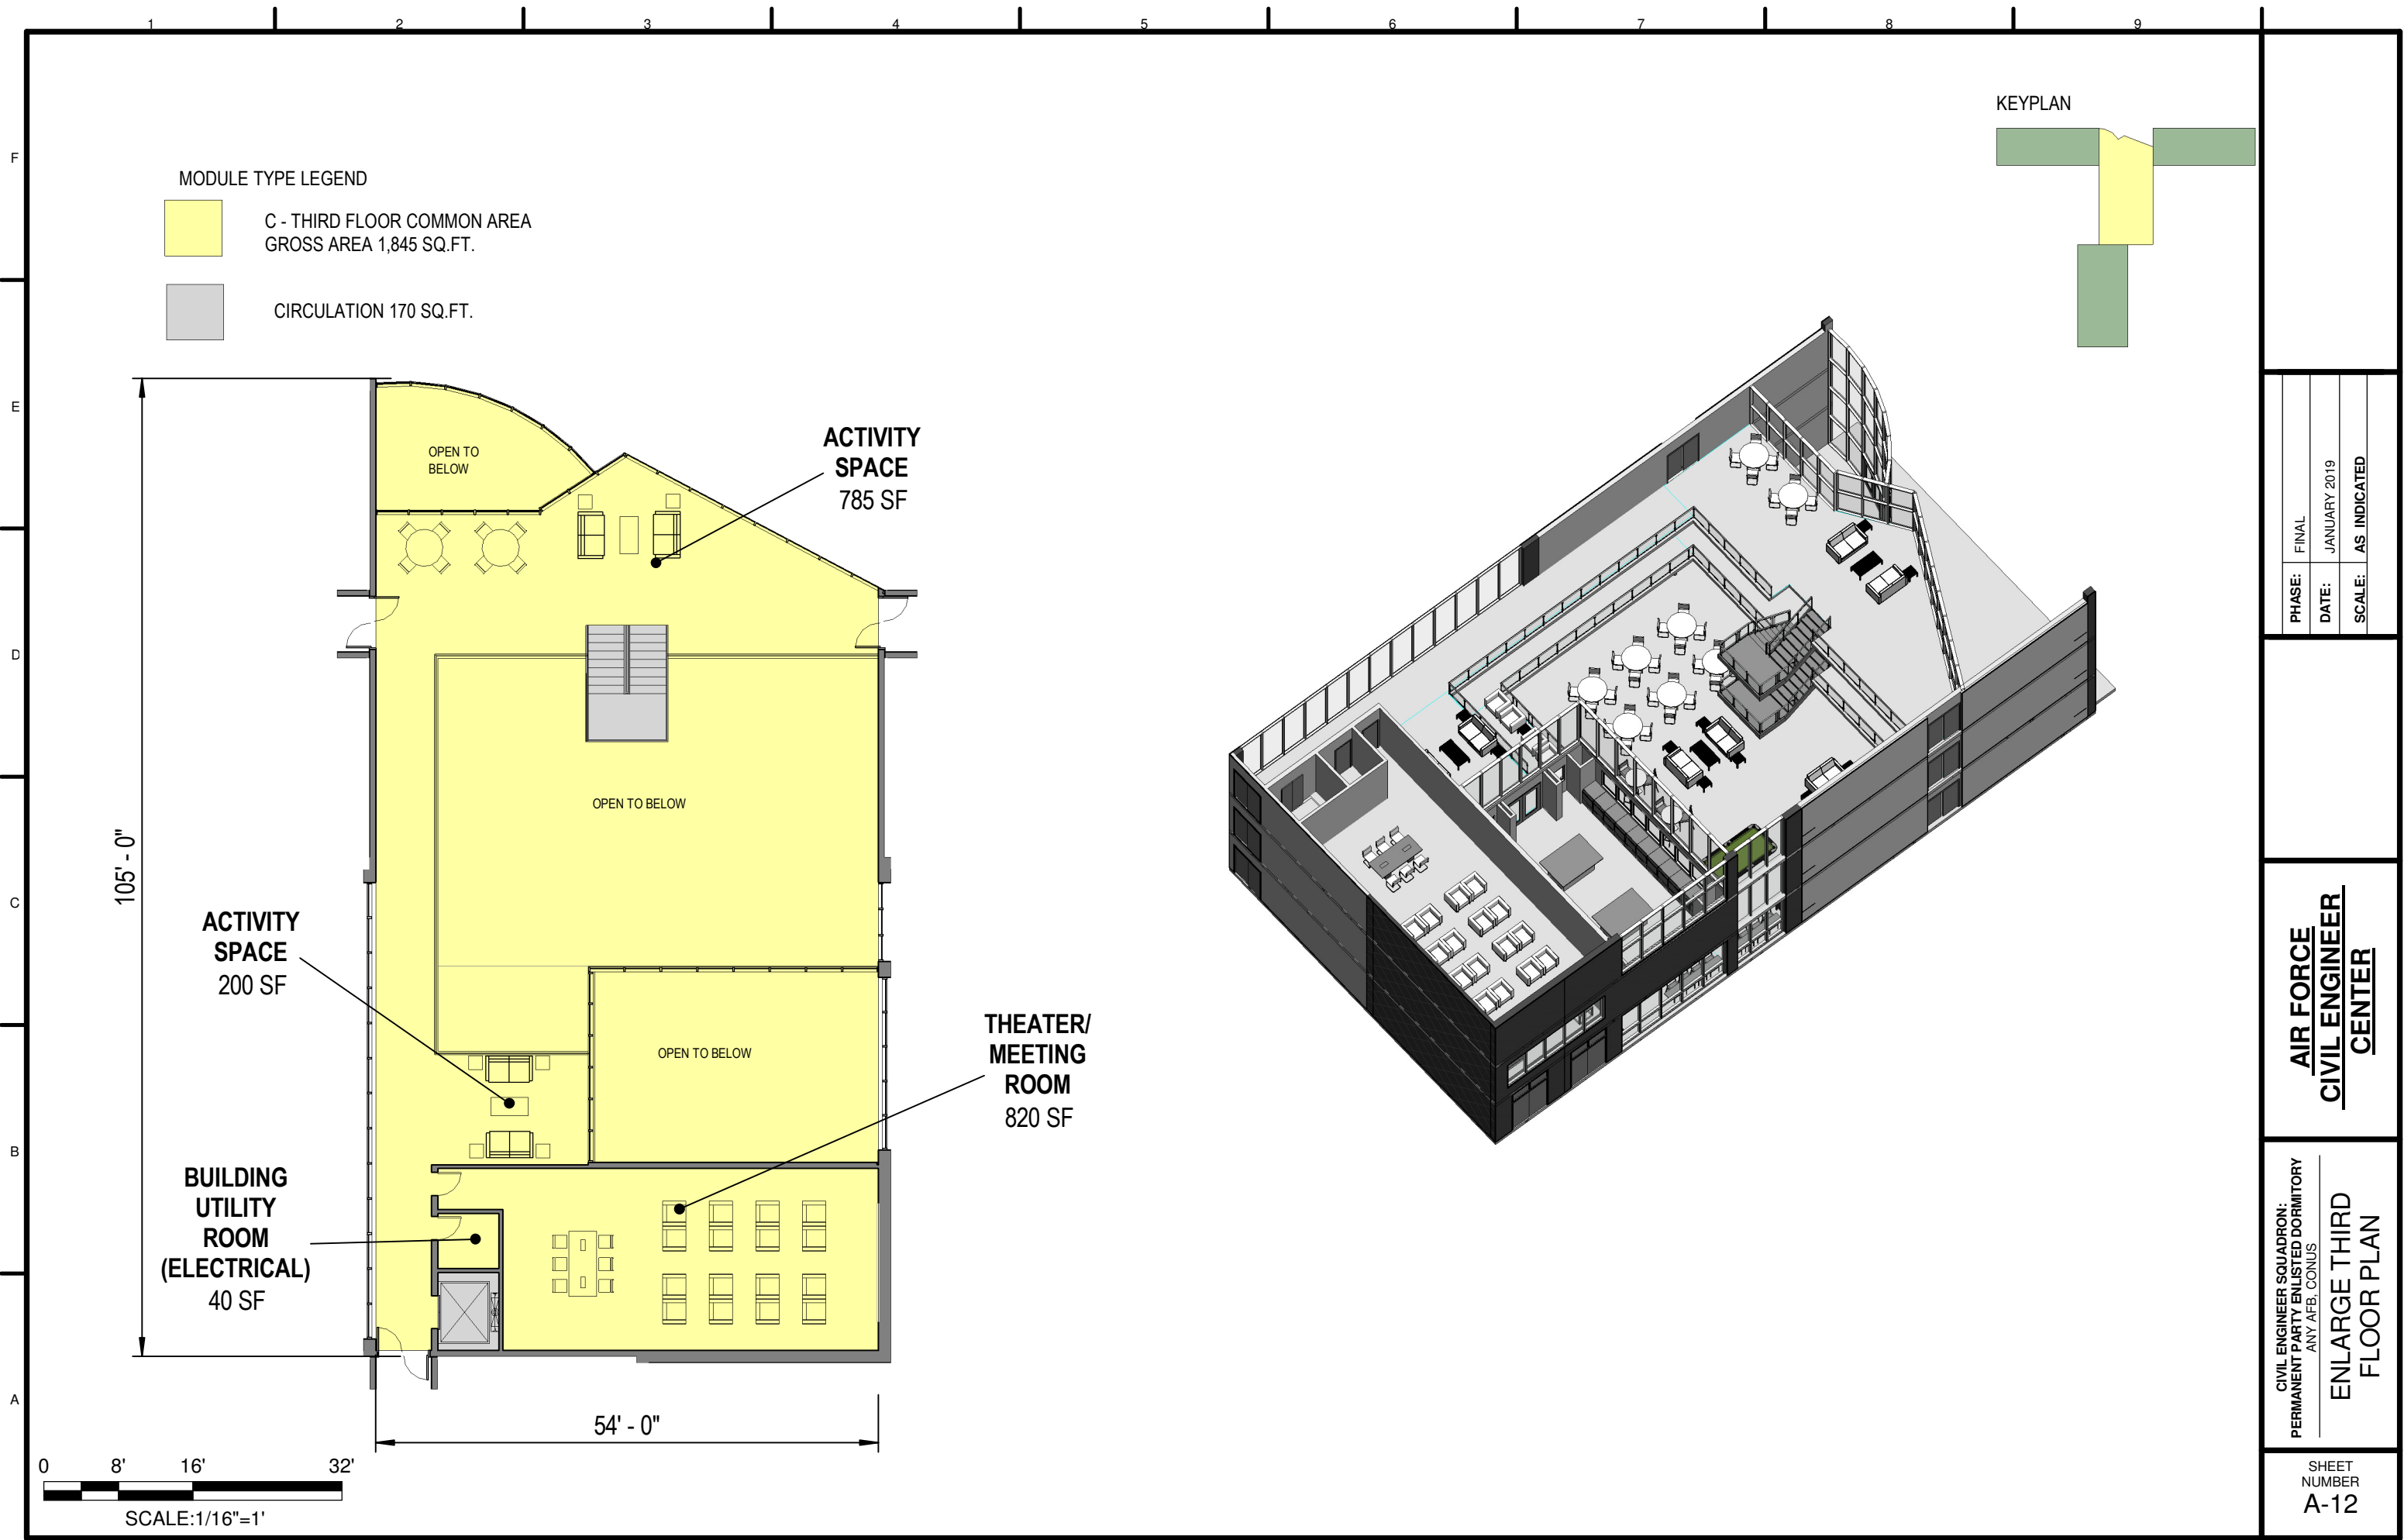 1 2 3 4 5 6 7 8 9
F
E
D
C
B
A
MODULE TYPE LEGEND
C - THIRD FLOOR COMMON AREA
GROSS AREA 1,845 SQ.FT.
CIRCULATION 170 SQ.FT.
KEYPLAN
OPEN TO
BELOW
ACTIVITY
SPACE
785 SF
105' - 0"
OPEN TO BELOW
ACTIVITY
SPACE
200 SF
OPEN TO BELOW
THEATER/
MEETING
ROOM
820 SF
BUILDING
UTILITY
ROOM
(ELECTRICAL)
40 SF
54' - 0"
0 8' 16' 32'
SCALE:1/16"=1'
PHASE: FINAL
DATE: JANUARY 2019
SCALE: AS INDICATED
AIR FORCE
CIVIL ENGINEER
CENTER
CIVIL ENGINEER SQUADRON:
PERMANENT PARTY ENLISTED DORMITORY
ANY AFB, CONUS
ENLARGE THIRD
FLOOR PLAN
SHEET
NUMBER
A-12